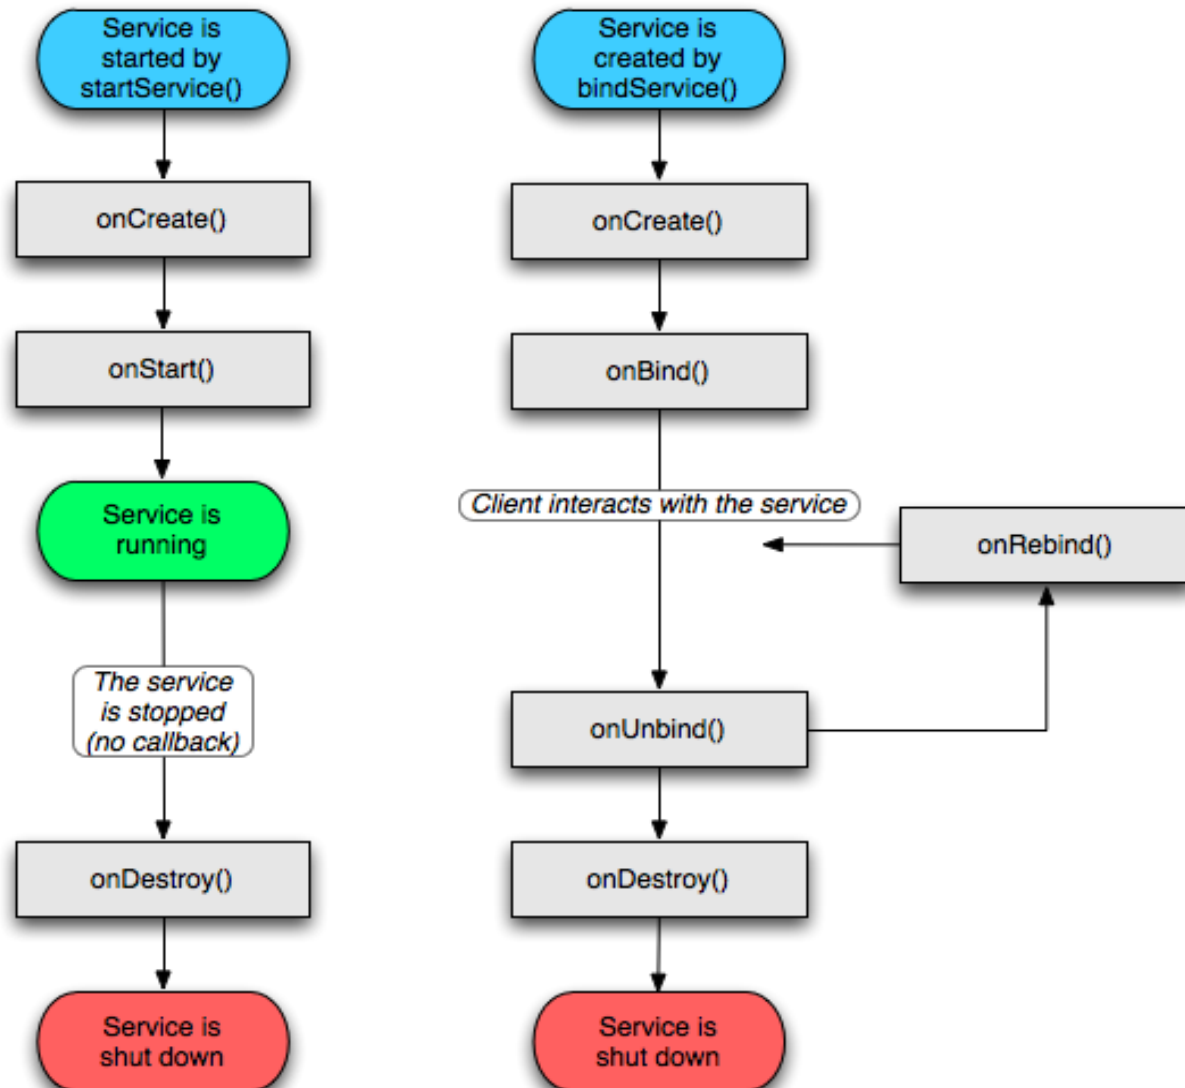 Service is
started by
startService()
onCreate()
onStart()
Service is
running
The service
is stopped
(no callback)
onDestroy()
Service is
shut down
Service is
created by
bindService()
onCreate()
onBind()
Client interacts with the service
onRebind()
onUnbind()
onDestroy()
Service is
shut down